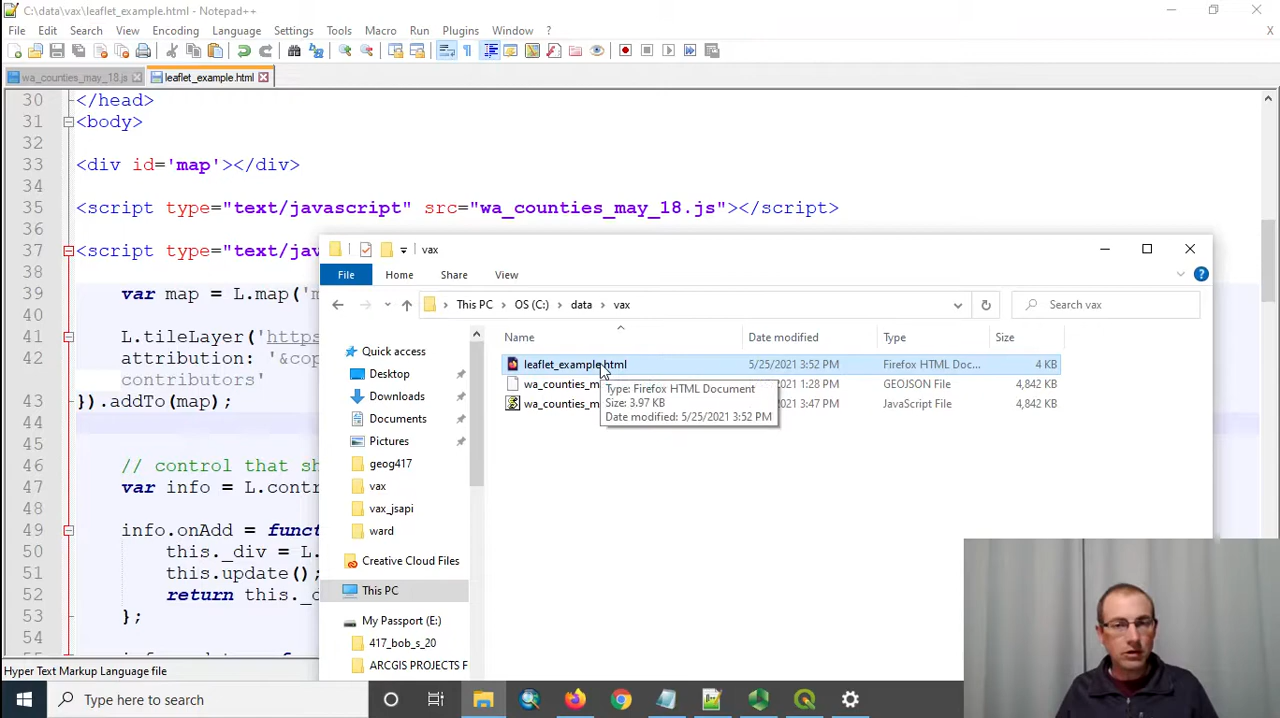 C:\data\vax\leaflet_example.html - Notepad++
File Edit Search View Encoding Language Settings Tools Macro Run Plugins Window ? X
wa_counties_may_18.js leaflet_example.html
30 </head>
31 <body>
32
33 <div id='map'></div>
34
35 <script type="text/javascript" src="wa_counties_may_18.js"></script>
36
37 <script type="text/ja
38
39 var map = L.map('m
40
41 L.tileLayer('https
42 attribution: '&cop
contributors'
43 }).addTo(map);
44
45
46 // control that sh
47 var info = L.contr
48
49 info.onAdd = funct
50 this._div = L.
51 this.update();
52 return this._d
53 };
54
Hyper Text Markup Language file
vax
File Home Share View
This PC OS (C:) data vax
Search vax
Name Date modified Type Size
leaflet_example.html 5/25/2021 3:52 PM Firefox HTML Doc... 4 KB
wa_counties_m 1:28 PM GEOJSON File 4,842 KB
wa_counties_m 3:47 PM JavaScript File 4,842 KB
Type: Firefox HTML Document
Size: 3.97 KB
Date modified: 5/25/2021 3:52 PM
Quick access
Desktop
Downloads
Documents
Pictures
geog417
vax
vax_jsapi
ward
Creative Cloud Files
This PC
My Passport (E:)
417_bob_s_20
ARCGIS PROJECTS F
Type here to search